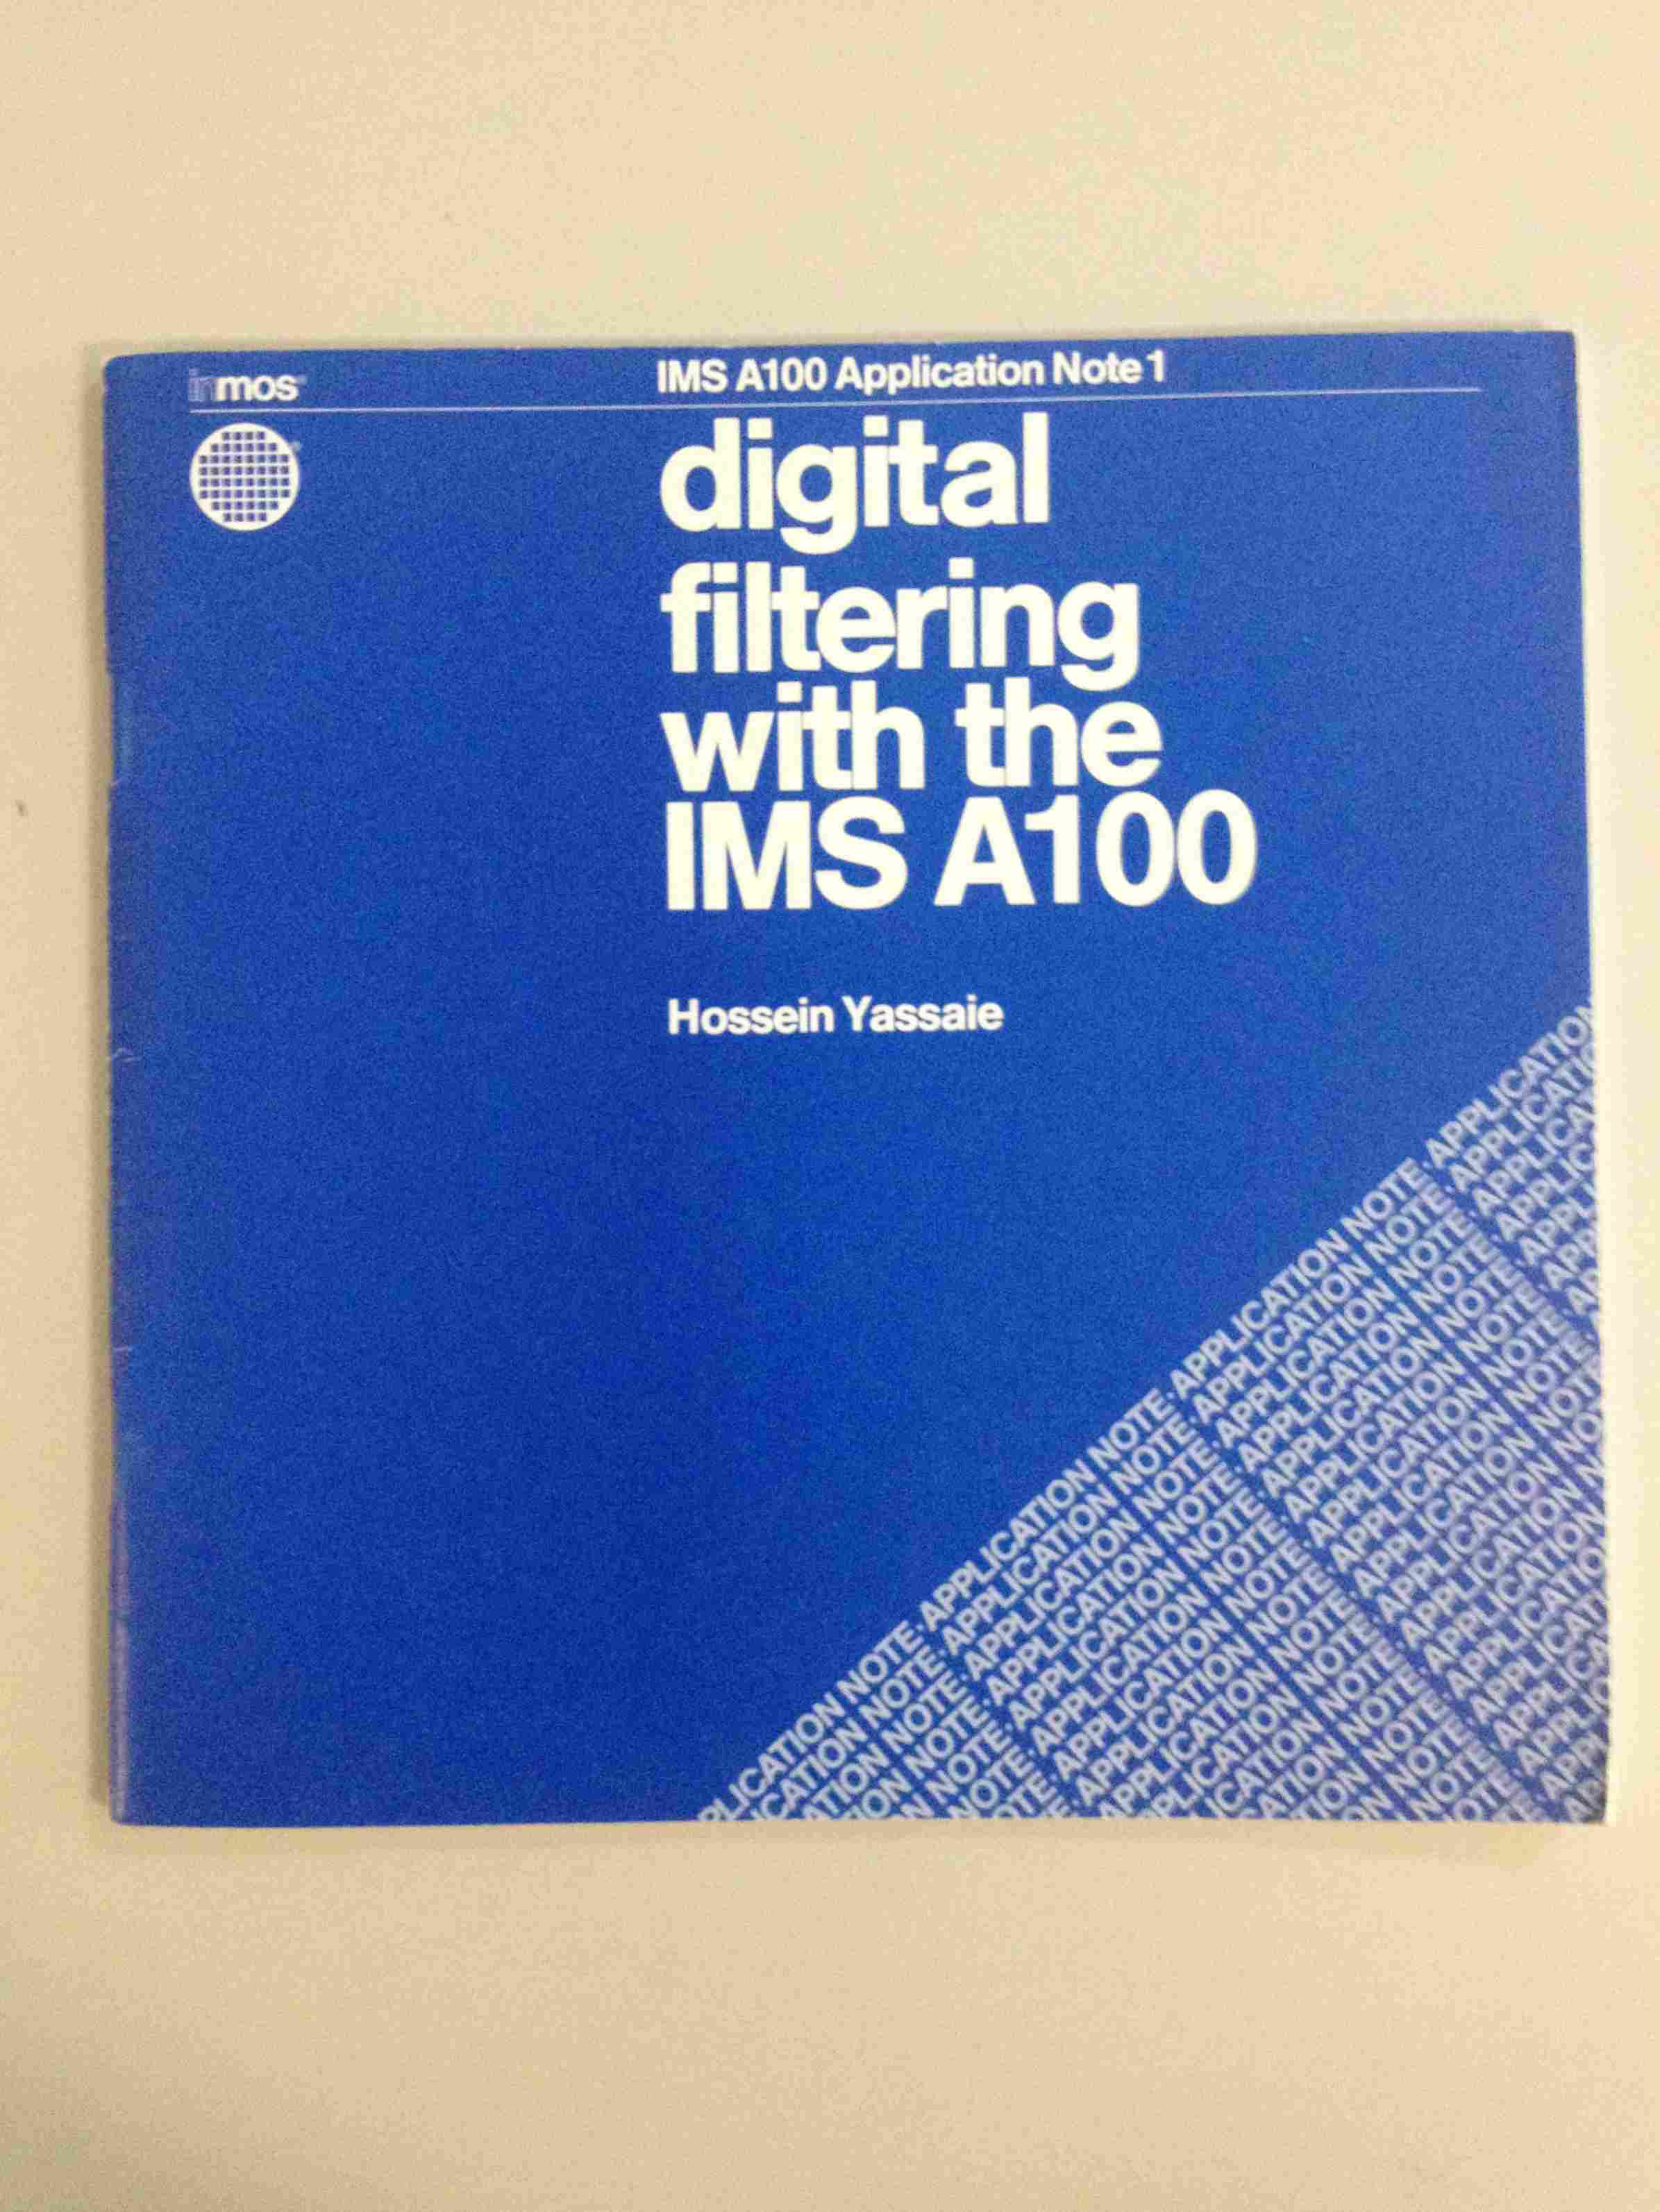 inmos
IMS A100 Application Note 1
digital
filtering
with the
IMS A100
Hossein Yassaie
APPLICATION NOTE APPLICATION NOTE APPLICATION NOTE APPLICATION